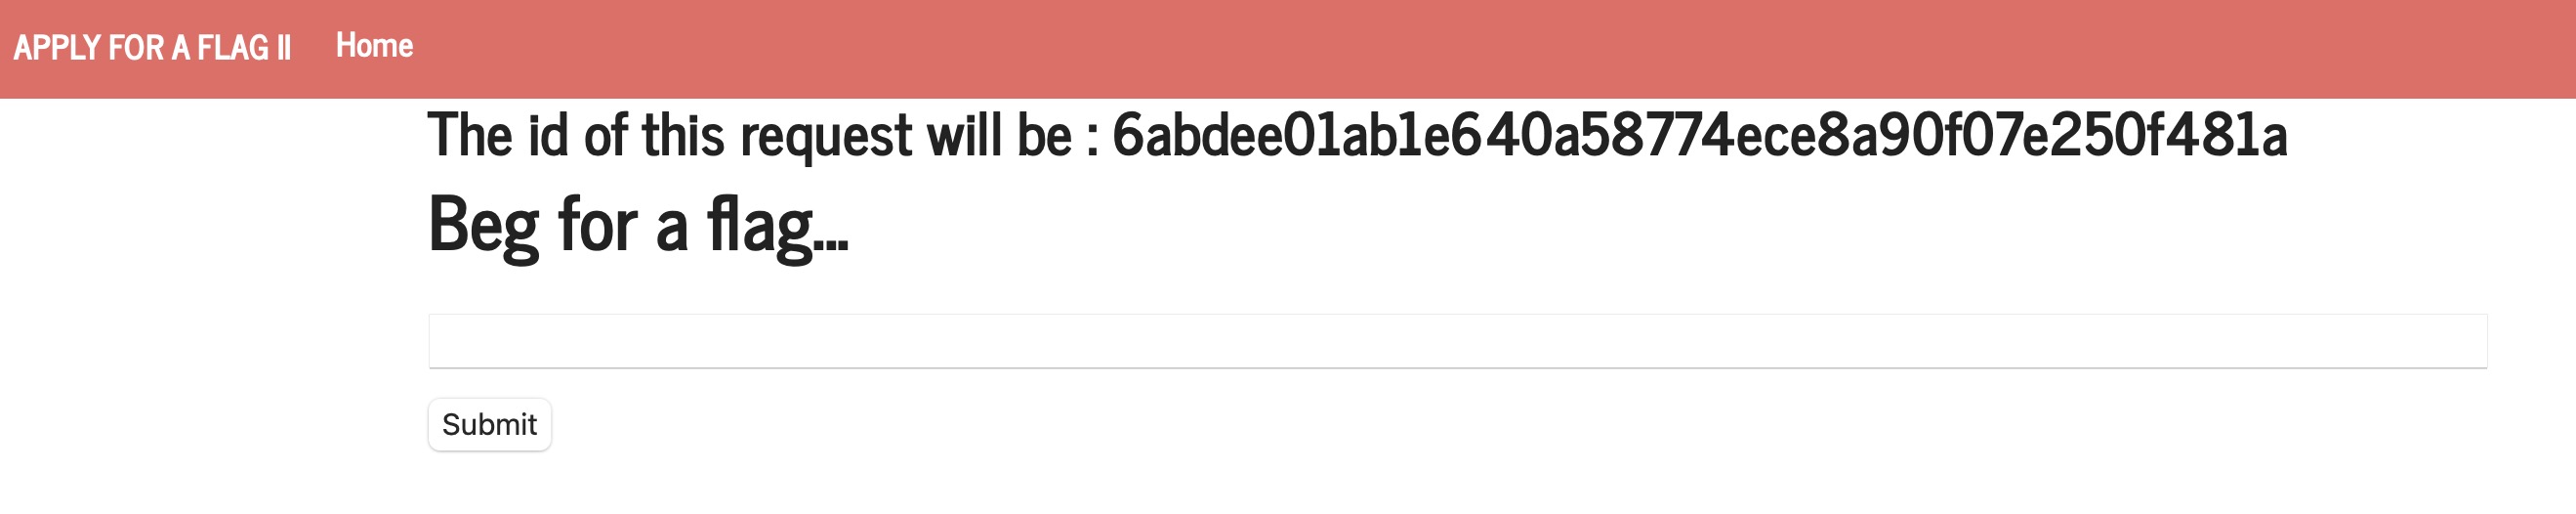 APPLY FOR A FLAG II Home
The id of this request will be : 6abdee01ab1e640a58774ece8a90f07e250f481a
Beg for a flag...
Submit